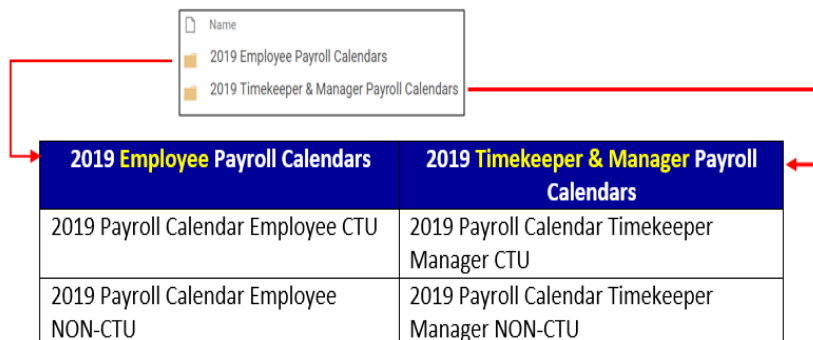 Name
2019 Employee Payroll Calendars
2019 Timekeeper & Manager Payroll Calendars
2019 Employee Payroll Calendars
2019 Timekeeper & Manager Payroll
Calendars
2019 Payroll Calendar Employee CTU
2019 Payroll Calendar Timekeeper
Manager CTU
2019 Payroll Calendar Employee
NON-CTU
2019 Payroll Calendar Timekeeper
Manager NON-CTU